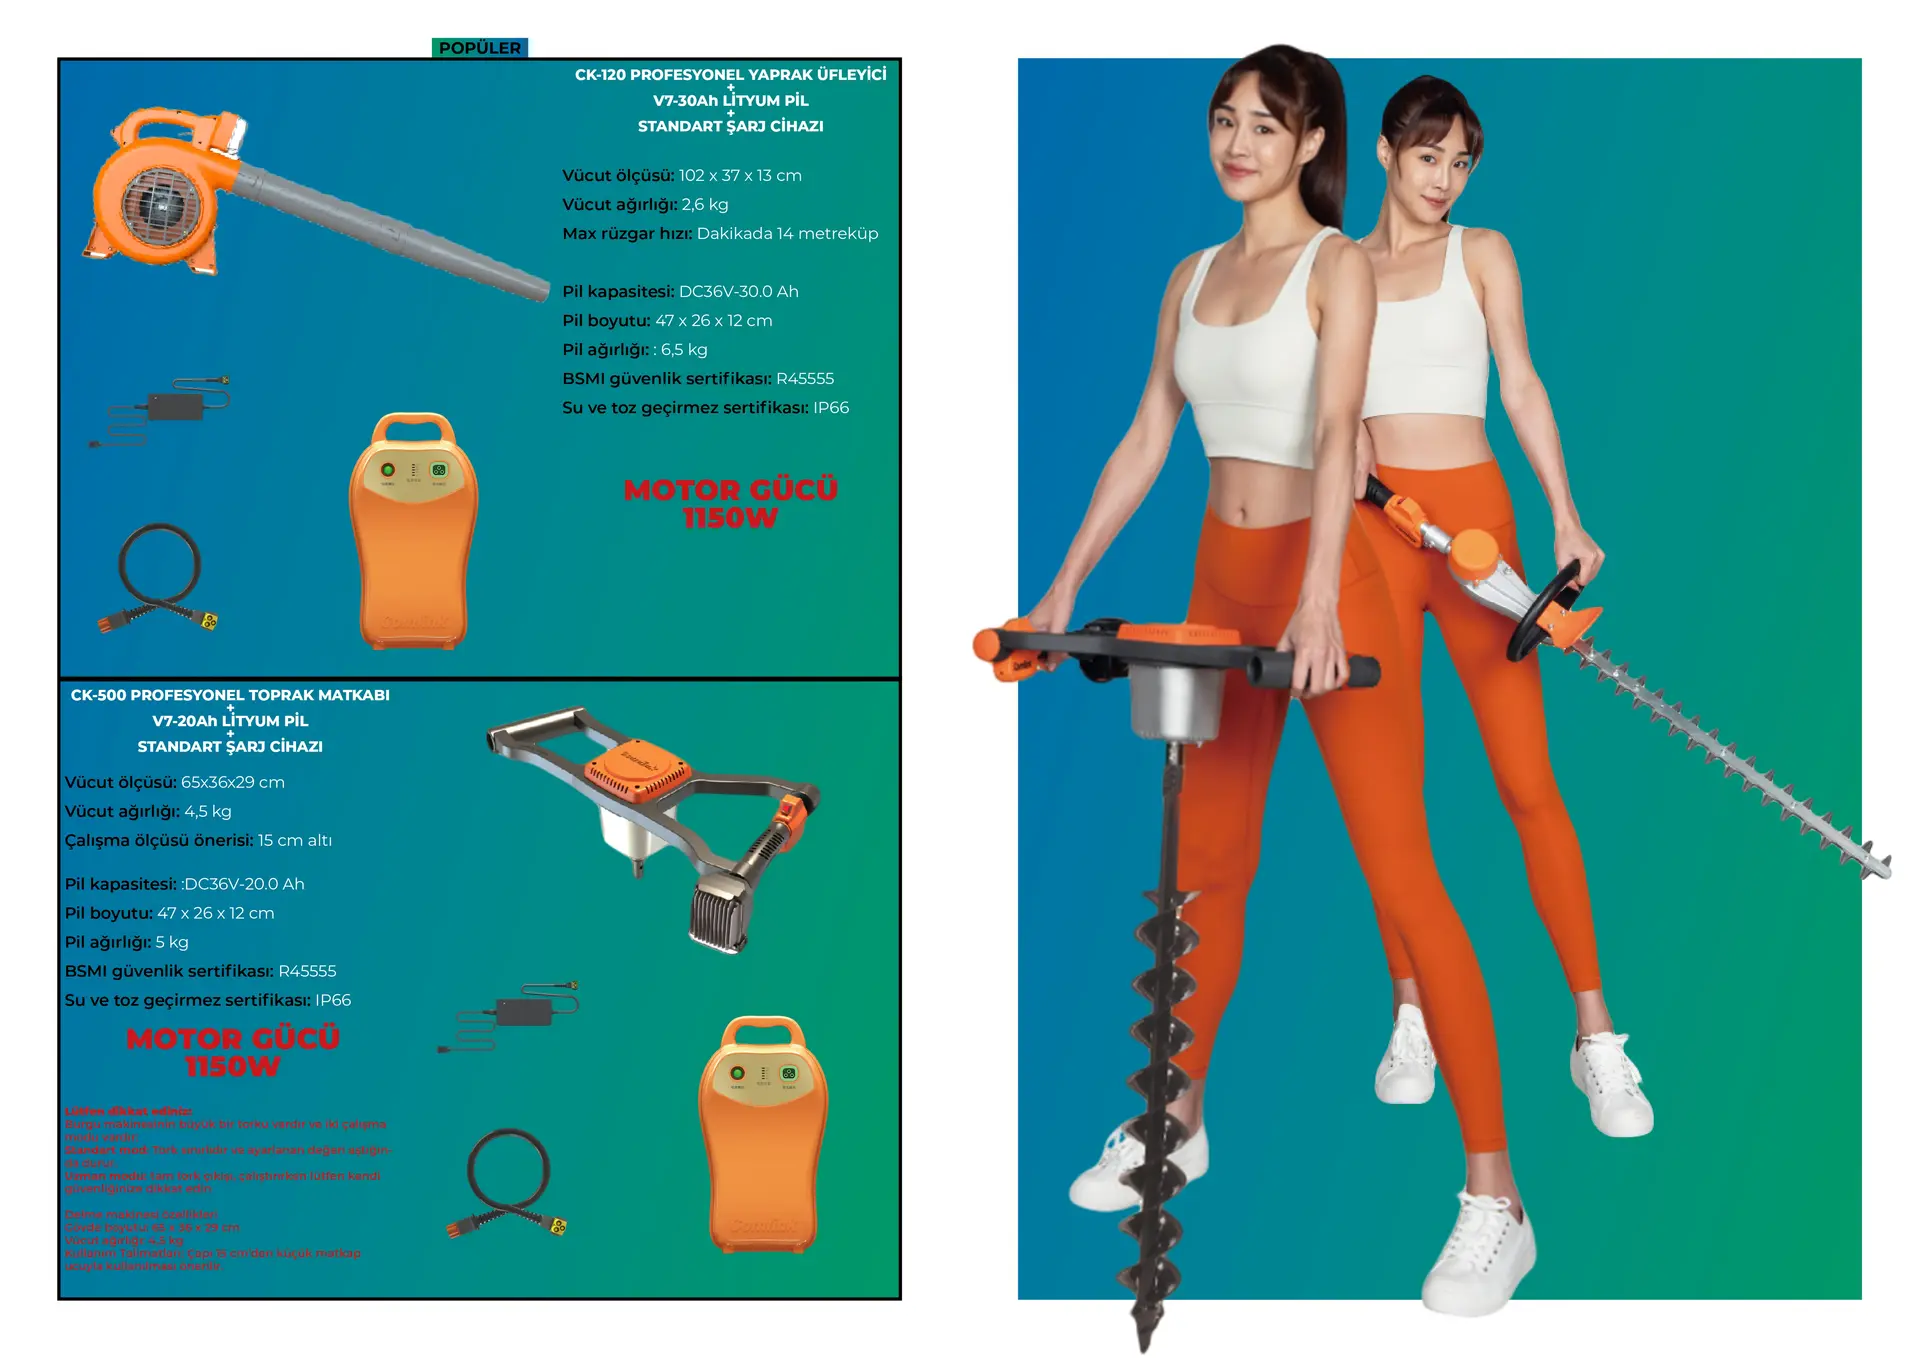 POPÜLER
CK-120 PROFESYONEL YAPRAK ÜFLEYİCİ
+
V7-30Ah LİTYUM PİL
+
STANDART ŞARJ CİHAZI
Vücut ölçüsü: 102 x 37 x 13 cm
Vücut ağırlığı: 2,6 kg
Max rüzgar hızı: Dakikada 14 metreküp
Pil kapasitesi: DC36V-30.0 Ah
Pil boyutu: 47 x 26 x 12 cm
Pil ağırlığı: : 6,5 kg
BSMI güvenlik sertifikası: R45555
Su ve toz geçirmez sertifikası: IP66
MOTOR GÜCÜ
1150W
CK-500 PROFESYONEL TOPRAK MATKABI
+
V7-20Ah LİTYUM PİL
+
STANDART ŞARJ CİHAZI
Vücut ölçüsü: 65x36x29 cm
Vücut ağırlığı: 4,5 kg
Çalışma ölçüsü önerisi: 15 cm altı
Pil kapasitesi: :DC36V-20.0 Ah
Pil boyutu: 47 x 26 x 12 cm
Pil ağırlığı: 5 kg
BSMI güvenlik sertifikası: R45555
Su ve toz geçirmez sertifikası: IP66
MOTOR GÜCÜ
1150W
Lütfen dikkat ediniz:
Burgu makinesinin büyük bir torku vardır ve iki çalışma
modu vardır:
Standart mod: Tork sınırlıdır ve ayarlanan değeri aştığın-
da durur.
Uzman modu: Tam tork çıkışı, çalıştırırken lütfen kendi
güvenliğinize dikkat edin.
Delme makinesi özellikleri
Gövde boyutu: 65 x 36 x 29 cm
Vücut ağırlığı: 4,5 kg
Kullanım Talimatları: Çapı 15 cm'den küçük matkap
ucuyla kullanılması önerilir.